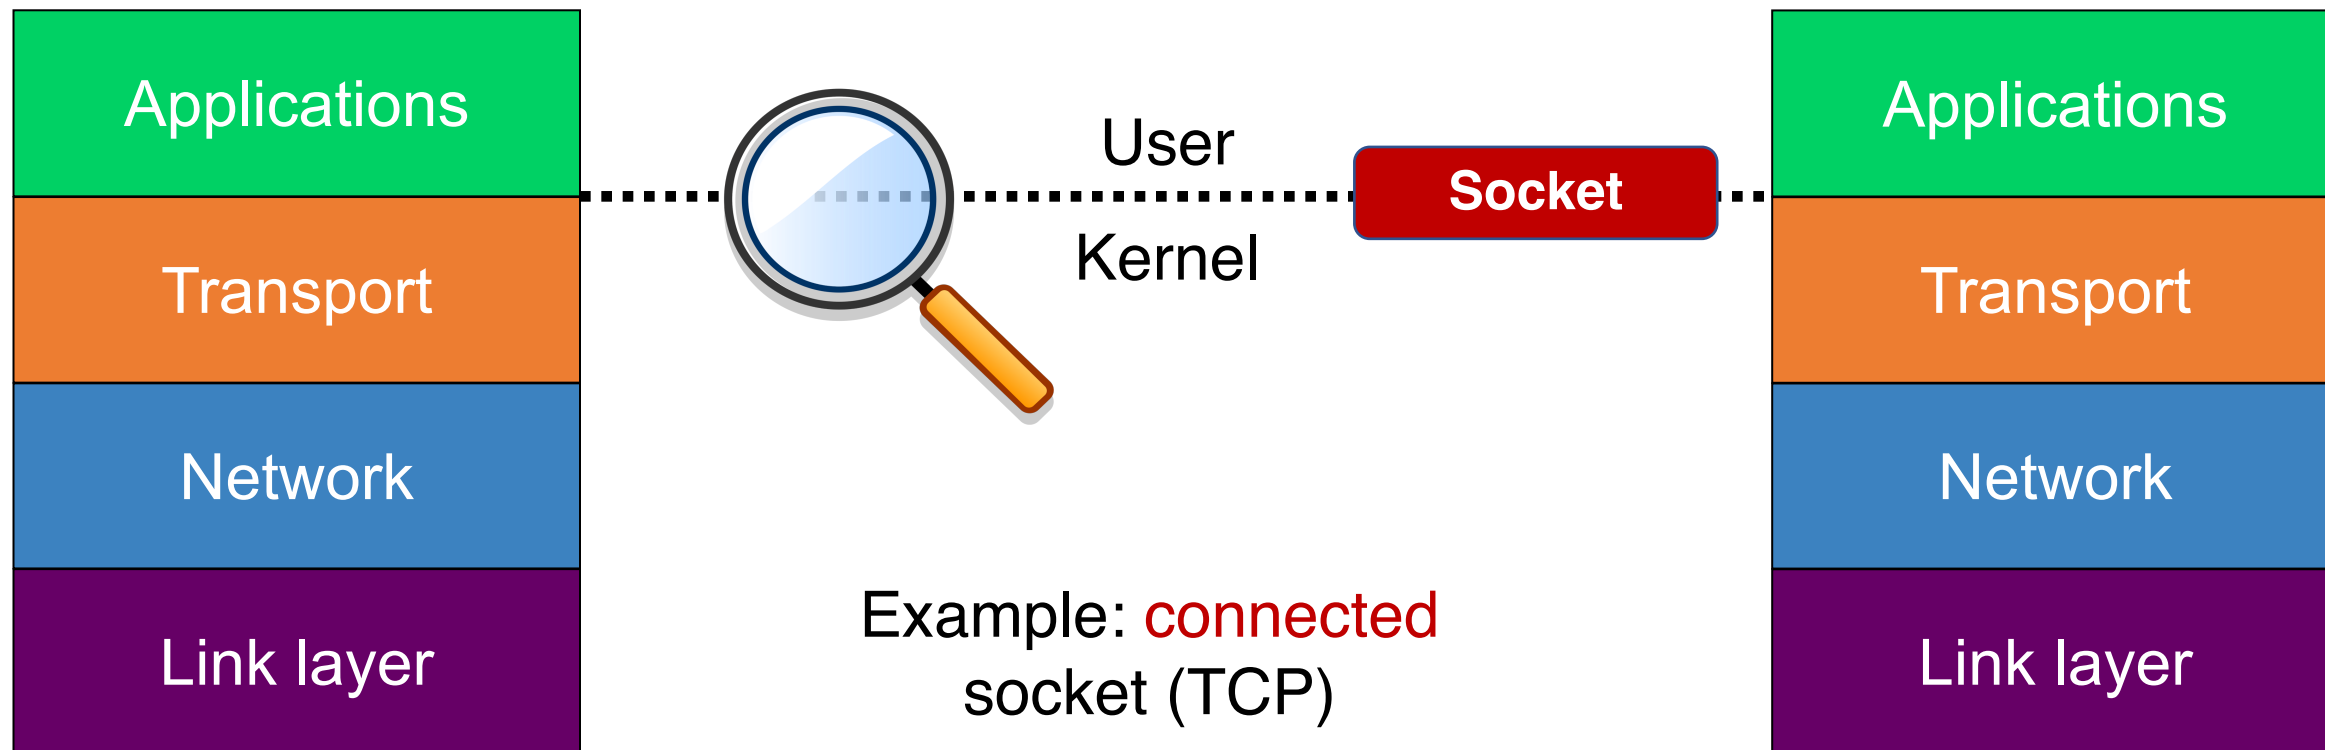 Applications
Transport
Network
Link layer
User
Kernel
Socket
Example: connected
socket (TCP)
Applications
Transport
Network
Link layer